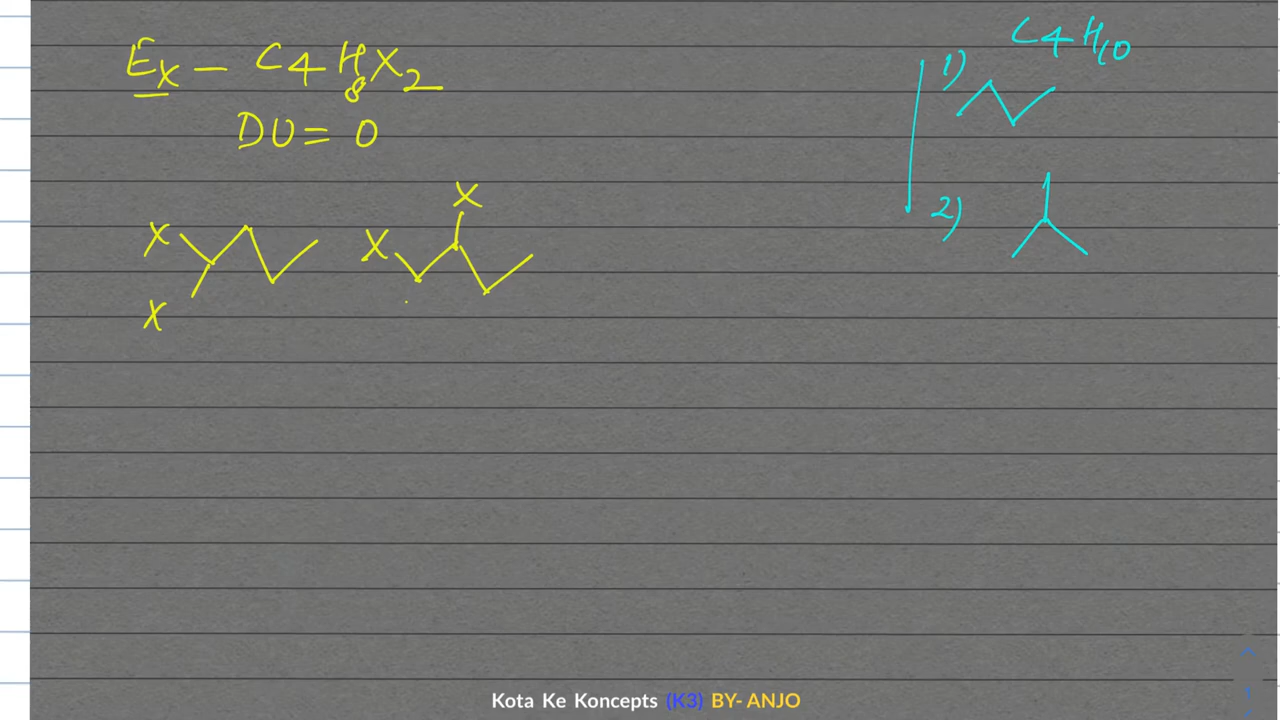 Ex - C4H8X2
DU = 0
X
X
X
X
C4H10
1)
2)
Kota Ke Koncepts (K3) BY- ANJO